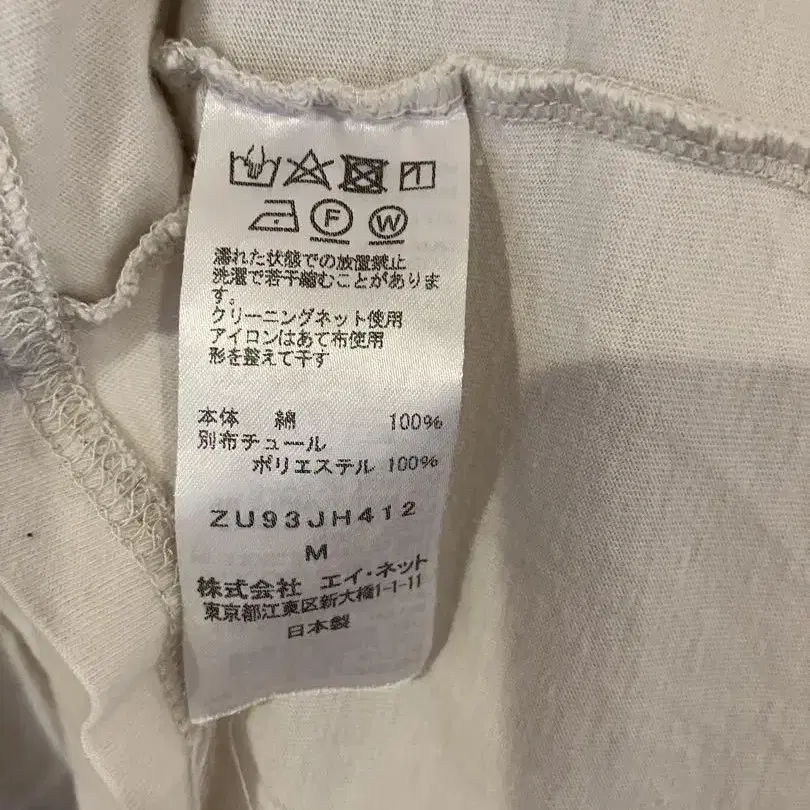 F W
濡れた状態での放置禁止
洗濯で若干縮むことがありま
す。
クリーニングネット使用
アイロンはあて布使用
形を整えて干す
本体 綿 100%
別布チュール
ポリエステル 100%
ZU93JH412
M
株式会社 エイ・ネット
東京都江東区新大橋1-1-11
日本製